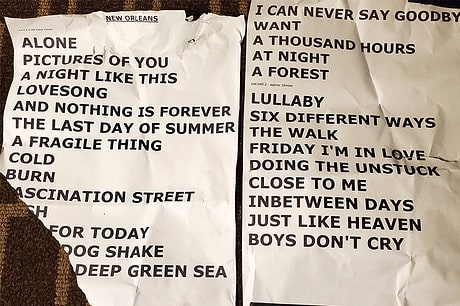 NEW ORLEANS
ALONE
PICTURES OF YOU
A NIGHT LIKE THIS
LOVESONG
AND NOTHING IS FOREVER
THE LAST DAY OF SUMMER
A FRAGILE THING
COLD
BURN
ASCINATION STREET
H
FOR TODAY
DOG SHAKE
DEEP GREEN SEA
I CAN NEVER SAY GOODBY
WANT
A THOUSAND HOURS
AT NIGHT
A FOREST
LULLABY
SIX DIFFERENT WAYS
THE WALK
FRIDAY I'M IN LOVE
DOING THE UNSTUCK
CLOSE TO ME
INBETWEEN DAYS
JUST LIKE HEAVEN
BOYS DON'T CRY